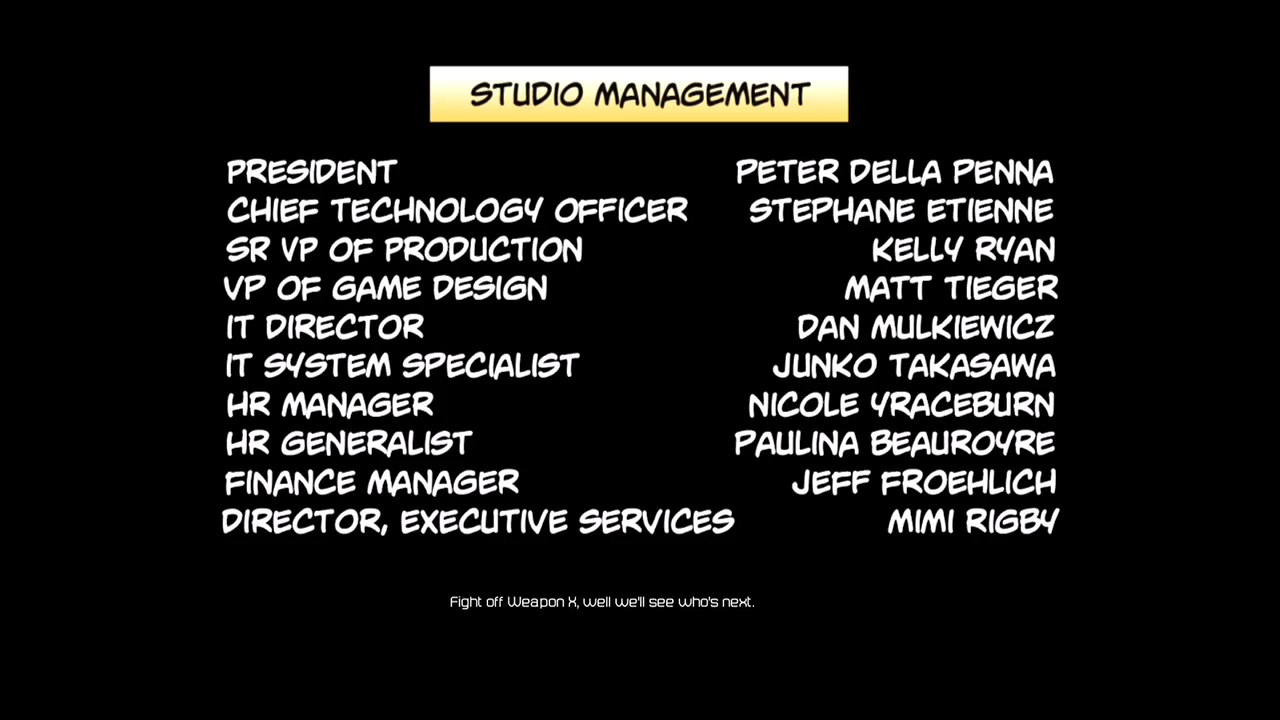 STUDIO MANAGEMENT
PRESIDENT PETER DELLA PENNA
CHIEF TECHNOLOGY OFFICER STEPHANE ETIENNE
SR VP OF PRODUCTION KELLY RYAN
VP OF GAME DESIGN MATT TIEGER
IT DIRECTOR DAN MULKIEWICZ
IT SYSTEM SPECIALIST JUNKO TAKASAWA
HR MANAGER NICOLE YRACEBURN
HR GENERALIST PAULINA BEAUROYRE
FINANCE MANAGER JEFF FROEHLICH
DIRECTOR, EXECUTIVE SERVICES MIMI RIGBY
Fight off Weapon X, well we'll see who's next.